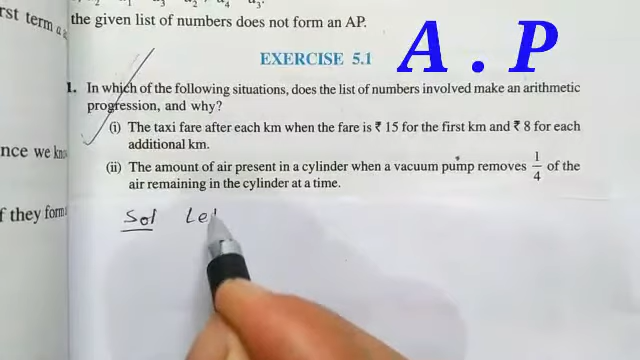 rst term a
the given list of numbers does not form an AP.
EXERCISE 5.1
A . P
1. In which of the following situations, does the list of numbers involved make an arithmetic
progression, and why?
(i) The taxi fare after each km when the fare is ₹ 15 for the first km and ₹ 8 for each
additional km.
nce we kno
(ii) The amount of air present in a cylinder when a vacuum pump removes 1/4 of the
air remaining in the cylinder at a time.
f they form
Sol Let